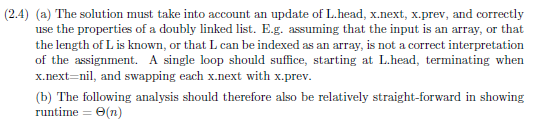 (2.4) (a) The solution must take into account an update of L.head, x.next, x.prev, and correctly
use the properties of a doubly linked list. E.g. assuming that the input is an array, or that
the length of L is known, or that L can be indexed as an array, is not a correct interpretation
of the assignment. A single loop should suffice, starting at L.head, terminating when
x.next=nil, and swapping each x.next with x.prev.
(b) The following analysis should therefore also be relatively straight-forward in showing
runtime = Θ(n)